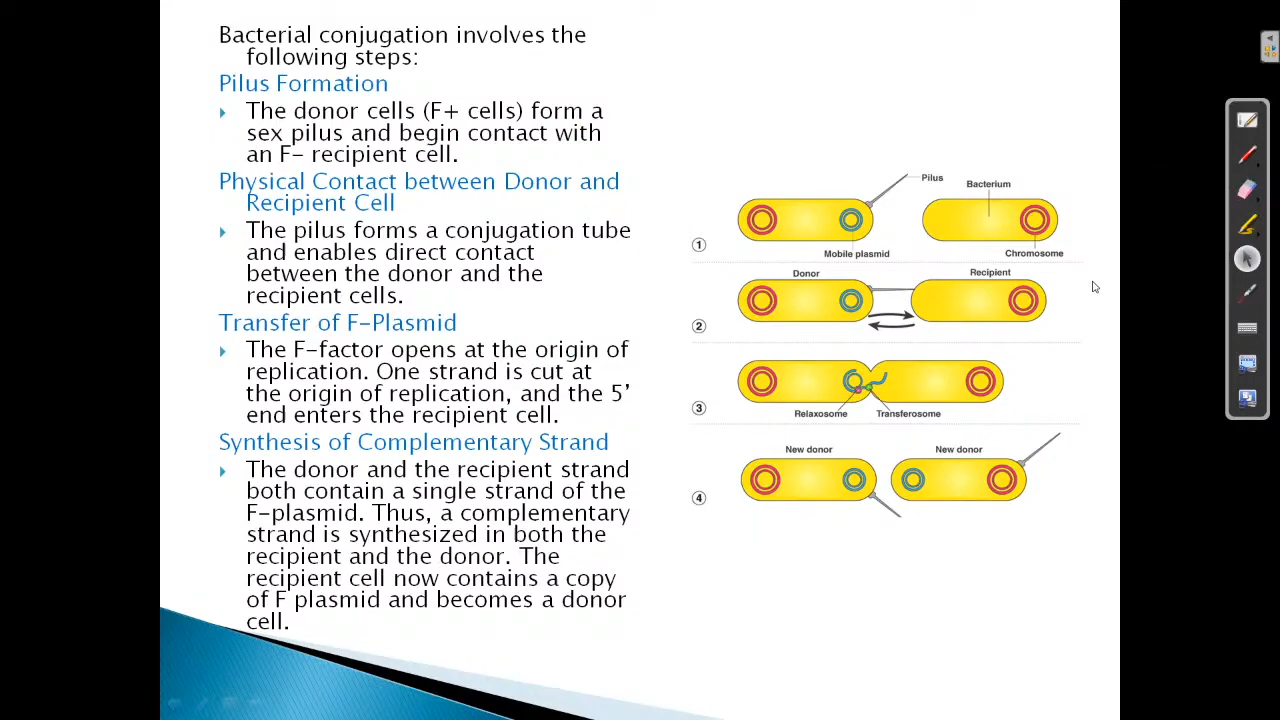 Bacterial conjugation involves the
following steps:
Pilus Formation
The donor cells (F+ cells) form a
sex pilus and begin contact with
an F- recipient cell.
Physical Contact between Donor and
Recipient Cell
The pilus forms a conjugation tube
and enables direct contact
between the donor and the
recipient cells.
Transfer of F-Plasmid
The F-factor opens at the origin of
replication. One strand is cut at
the origin of replication, and the 5’
end enters the recipient cell.
Synthesis of Complementary Strand
The donor and the recipient strand
both contain a single strand of the
F-plasmid. Thus, a complementary
strand is synthesized in both the
recipient and the donor. The
recipient cell now contains a copy
of F plasmid and becomes a donor
cell.
Pilus
Bacterium
1
Mobile plasmid
Chromosome
Donor
Recipient
2
3
Relaxosome
Transferosome
New donor
New donor
4